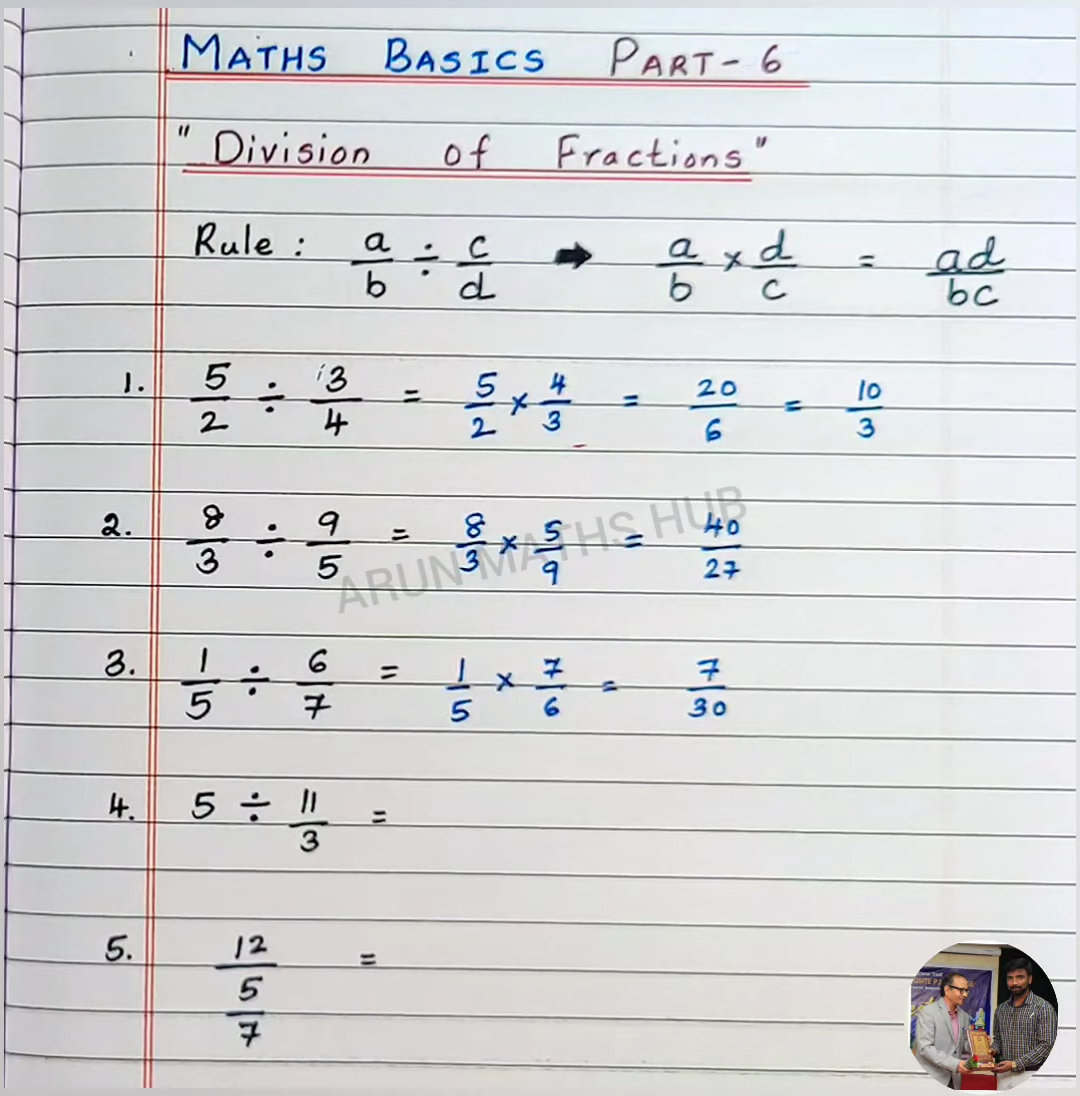 MATHS BASICS PART-6
"Division of Fractions"
Rule: a/b ÷ c/d ➡ a/b × d/c = ad/bc
1. 5/2 ÷ 3/4 = 5/2 × 4/3 = 20/6 = 10/3
2. 8/3 ÷ 9/5 = 8/3 × 5/9 = 40/27
ARUN MATHS HUB
3. 1/5 ÷ 6/7 = 1/5 × 7/6 = 7/30
4. 5 ÷ 11/3 =
5. 12/(5/7) =